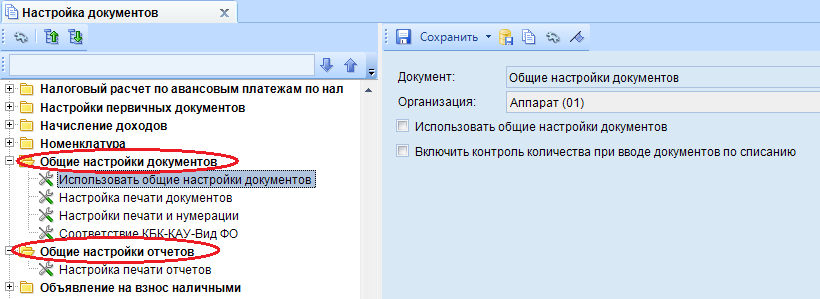 Настройка документов
Сохранить
Налоговый расчет по авансовым платежам по нал
Настройки первичных документов
Начисление доходов
Номенклатура
Общие настройки документов
Использовать общие настройки документов
Настройка печати документов
Настройки печати и нумерации
Соответствие КБК-КАУ-Вид ФО
Общие настройки отчетов
Настройка печати отчетов
Объявление на взнос наличными
Документ: Общие настройки документов
Организация: Аппарат (01)
Использовать общие настройки документов
Включить контроль количества при вводе документов по списанию